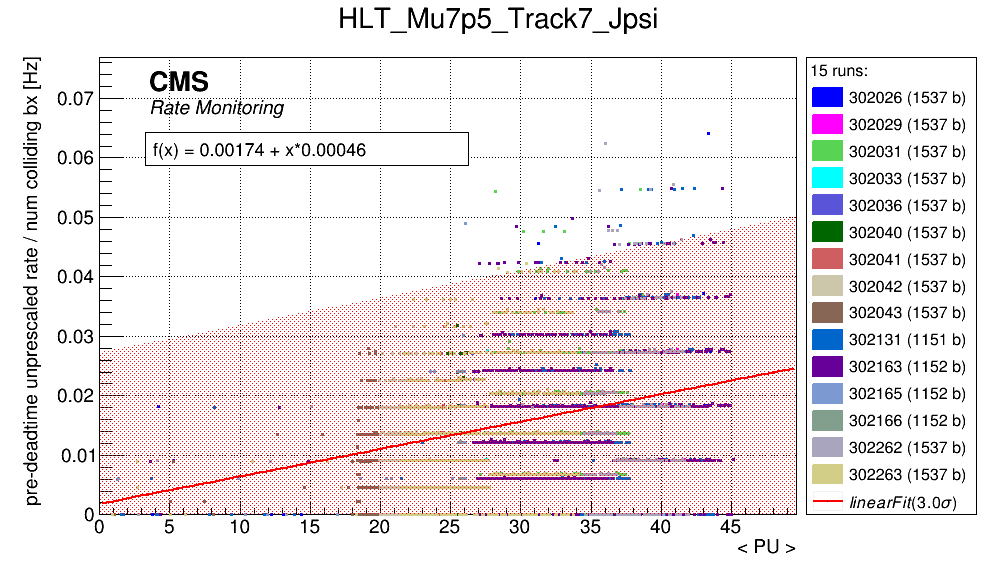 HLT_Mu7p5_Track7_Jpsi
pre-deadtime unprescaled rate / num colliding bx [Hz]
CMS
Rate Monitoring
f(x) = 0.00174 + x*0.00046
0.07
0.06
0.05
0.04
0.03
0.02
0.01
0
0 5 10 15 20 25 30 35 40 45
< PU >
15 runs:
302026 (1537 b)
302029 (1537 b)
302031 (1537 b)
302033 (1537 b)
302036 (1537 b)
302040 (1537 b)
302041 (1537 b)
302042 (1537 b)
302043 (1537 b)
302131 (1151 b)
302163 (1152 b)
302165 (1152 b)
302166 (1152 b)
302262 (1537 b)
302263 (1537 b)
linearFit(3.0σ)